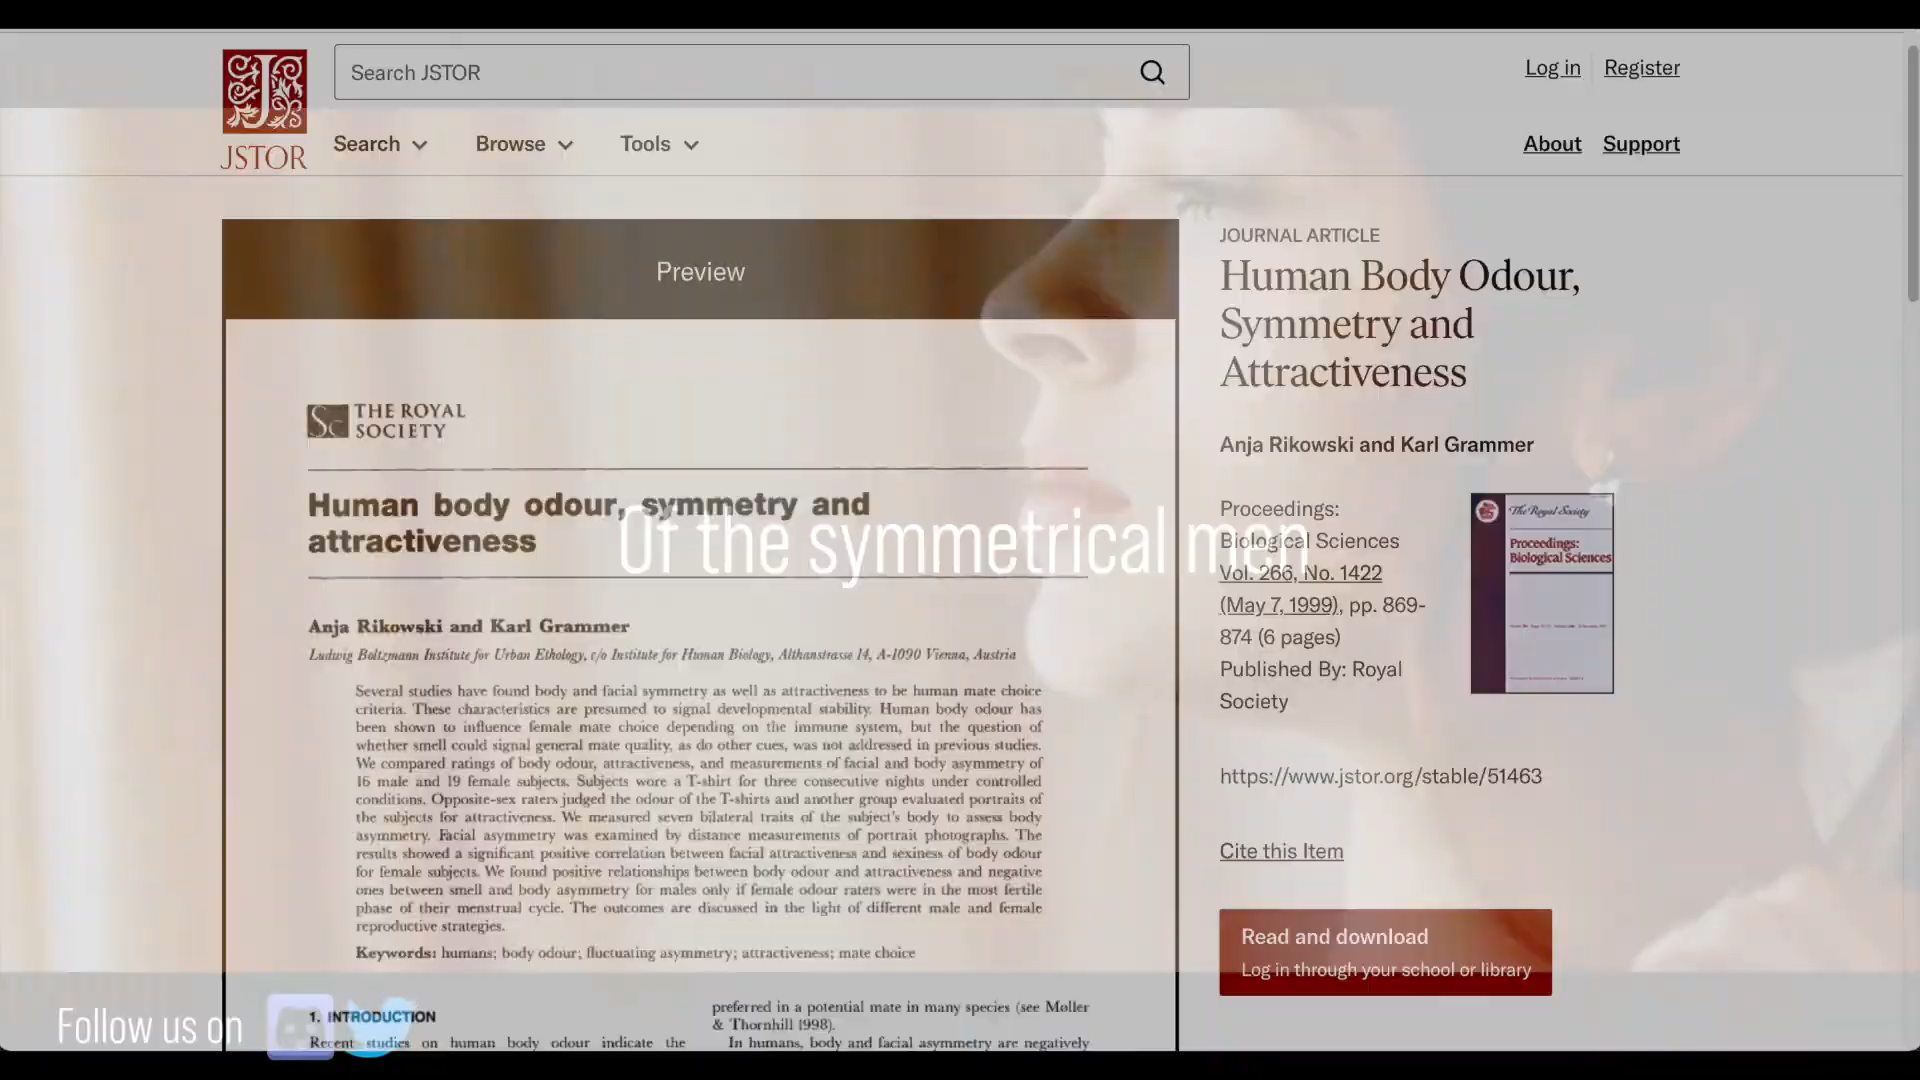 Search JSTOR
Log in
Register
JSTOR
Search
Browse
Tools
About
Support
Preview
THE ROYAL
SOCIETY
Human body odour, symmetry and
attractiveness
Anja Rikowski and Karl Grammer
Ludwig Boltzmann Institute for Urban Ethology, c/o Institute for Human Biology, Althanstrasse 14, A-1090 Vienna, Austria
Several studies have found body and facial symmetry as well as attractiveness to be human mate choice
criteria. These characteristics are presumed to signal developmental stability. Human body odour has
been shown to influence female mate choice depending on the immune system, but the question of
whether smell could signal general mate quality, as do other cues, was not addressed in previous studies.
We compared ratings of body odour, attractiveness, and measurements of facial and body asymmetry of
16 male and 19 female subjects. Subjects wore a T-shirt for three consecutive nights under controlled
conditions. Opposite-sex raters judged the odour of the T-shirts and another group evaluated portraits of
the subjects for attractiveness. We measured seven bilateral traits of the subject's body to assess body
asymmetry. Facial asymmetry was examined by distance measurements of portrait photographs. The
results showed a significant positive correlation between facial attractiveness and sexiness of body odour
for female subjects. We found positive relationships between body odour and attractiveness and negative
ones between smell and body asymmetry for males only if female odour raters were in the most fertile
phase of their menstrual cycle. The outcomes are discussed in the light of different male and female
reproductive strategies.
Keywords: humans; body odour; fluctuating asymmetry; attractiveness; mate choice
1. INTRODUCTION
Recent studies on human body odour indicate the
preferred in a potential mate in many species (see Møller
& Thornhill 1998).
In humans, body and facial asymmetry are negatively
JOURNAL ARTICLE
Human Body Odour,
Symmetry and
Attractiveness
Anja Rikowski and Karl Grammer
Proceedings:
Biological Sciences
Vol. 266, No. 1422
(May 7, 1999), pp. 869-
874 (6 pages)
Published By: Royal
Society
The Royal Society
Proceedings:
Biological Sciences
https://www.jstor.org/stable/51463
Cite this Item
Read and download
Log in through your school or library
Of the symmetrical men
Follow us on